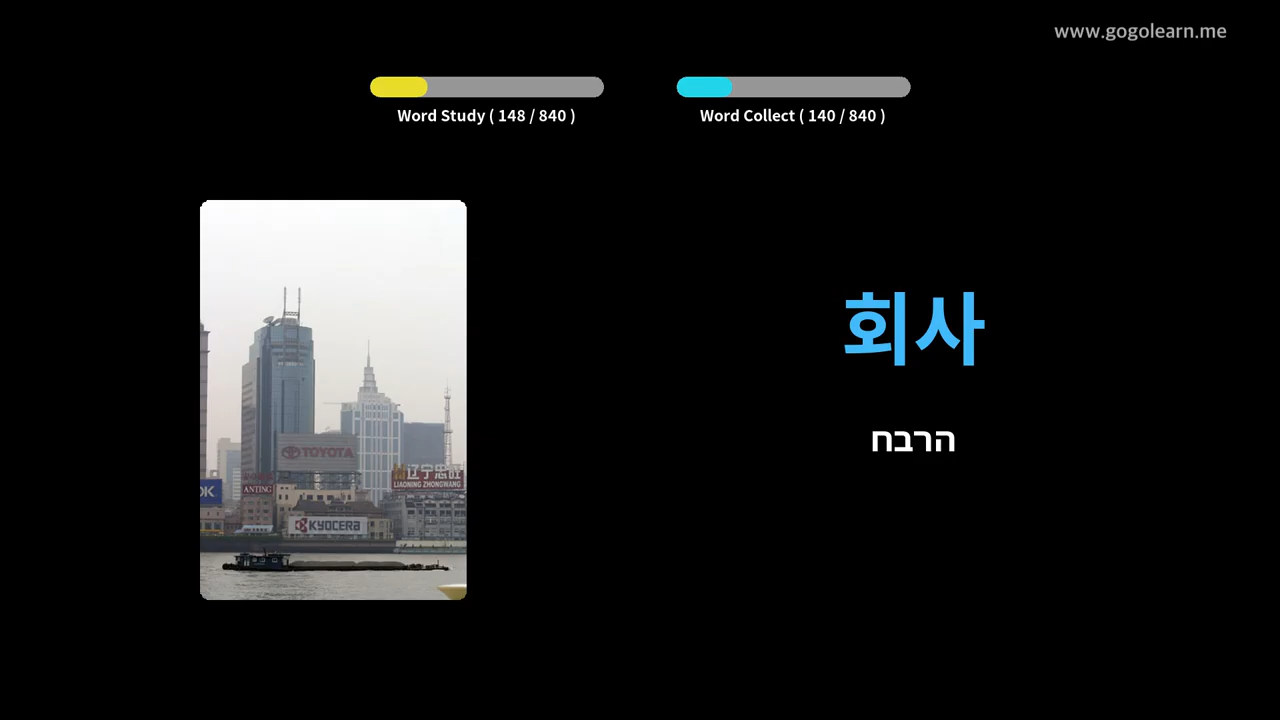 www.gogolearn.me
Word Study ( 148 / 840 )
Word Collect ( 140 / 840 )
회사
הרבח
TOYOTA
辽宁忠旺
LIAONING ZHONGWANG
OK
ANTING
KYOCERA